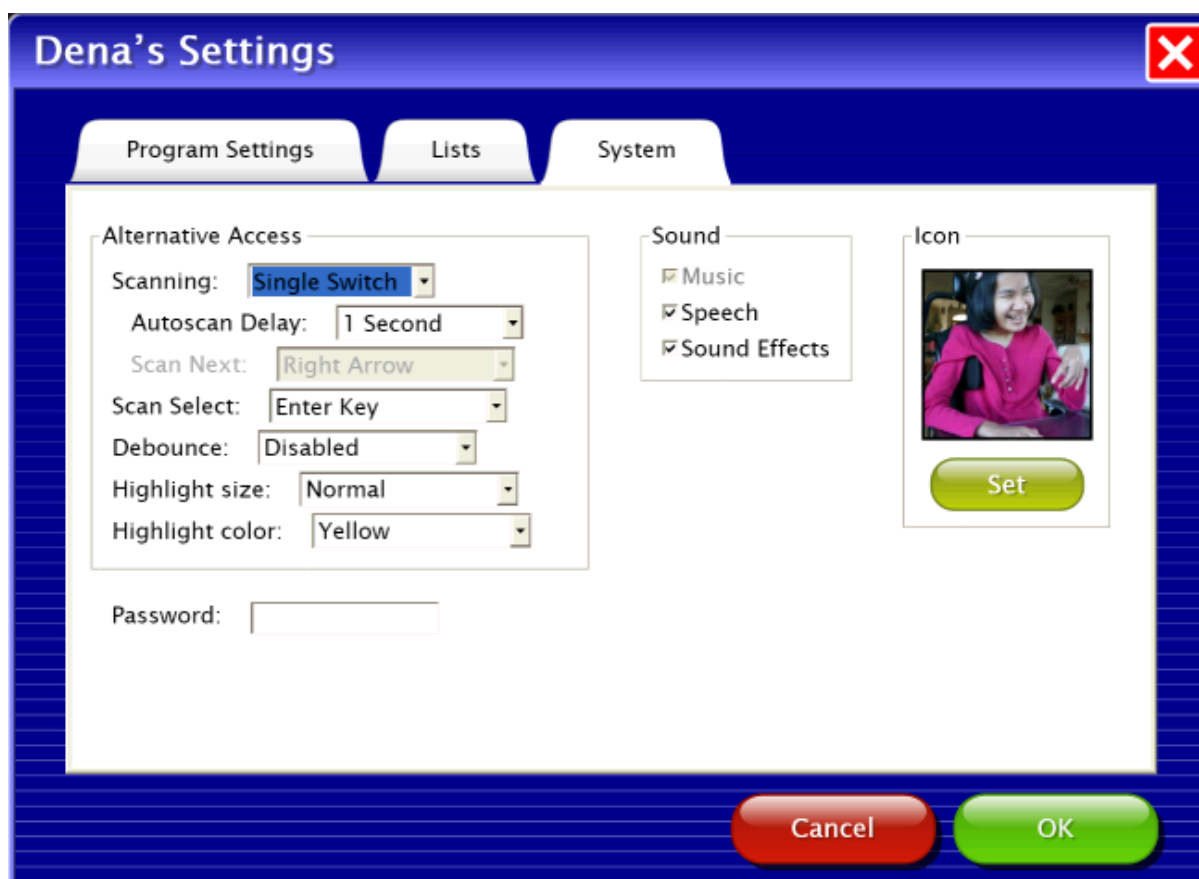 Dena's Settings
Program Settings
Lists
System
Alternative Access
Scanning: Single Switch
Autoscan Delay: 1 Second
Scan Next: Right Arrow
Scan Select: Enter Key
Debounce: Disabled
Highlight size: Normal
Highlight color: Yellow
Password:
Sound
Music
Speech
Sound Effects
Icon
Set
Cancel
OK